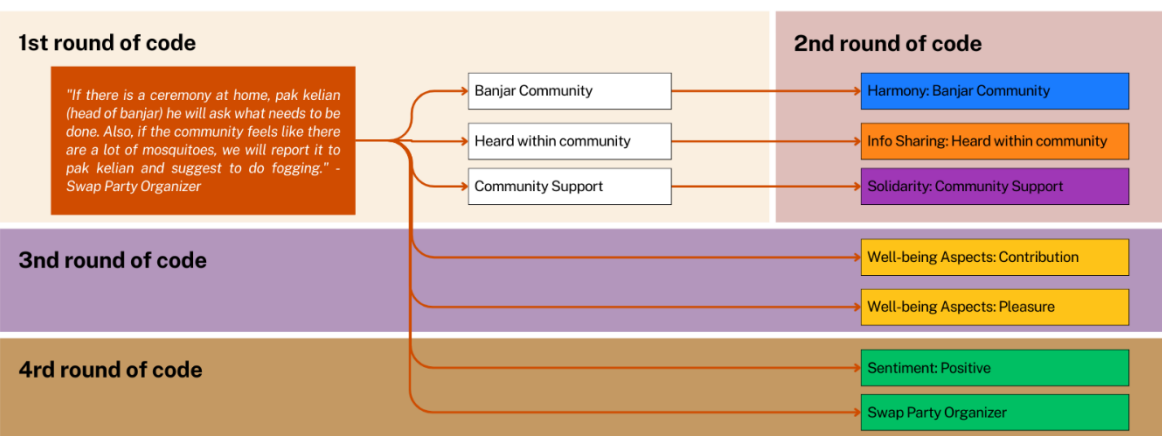 1st round of code
2nd round of code
"If there is a ceremony at home, pak kelian
(head of banjar) he will ask what needs to be
done. Also, if the community feels like there
are a lot of mosquitoes, we will report it to
pak kelian and suggest to do fogging." -
Swap Party Organizer
Banjar Community
Harmony: Banjar Community
Heard within community
Info Sharing: Heard within community
Community Support
Solidarity: Community Support
3nd round of code
Well-being Aspects: Contribution
Well-being Aspects: Pleasure
4rd round of code
Sentiment: Positive
Swap Party Organizer